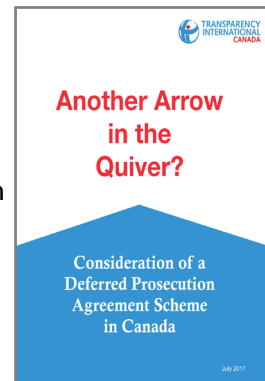 TRANSPARENCY
INTERNATIONAL
CANADA
Another Arrow
in the
Quiver?
Consideration of a
Deferred Prosecution
Agreement Scheme
in Canada
July 2017